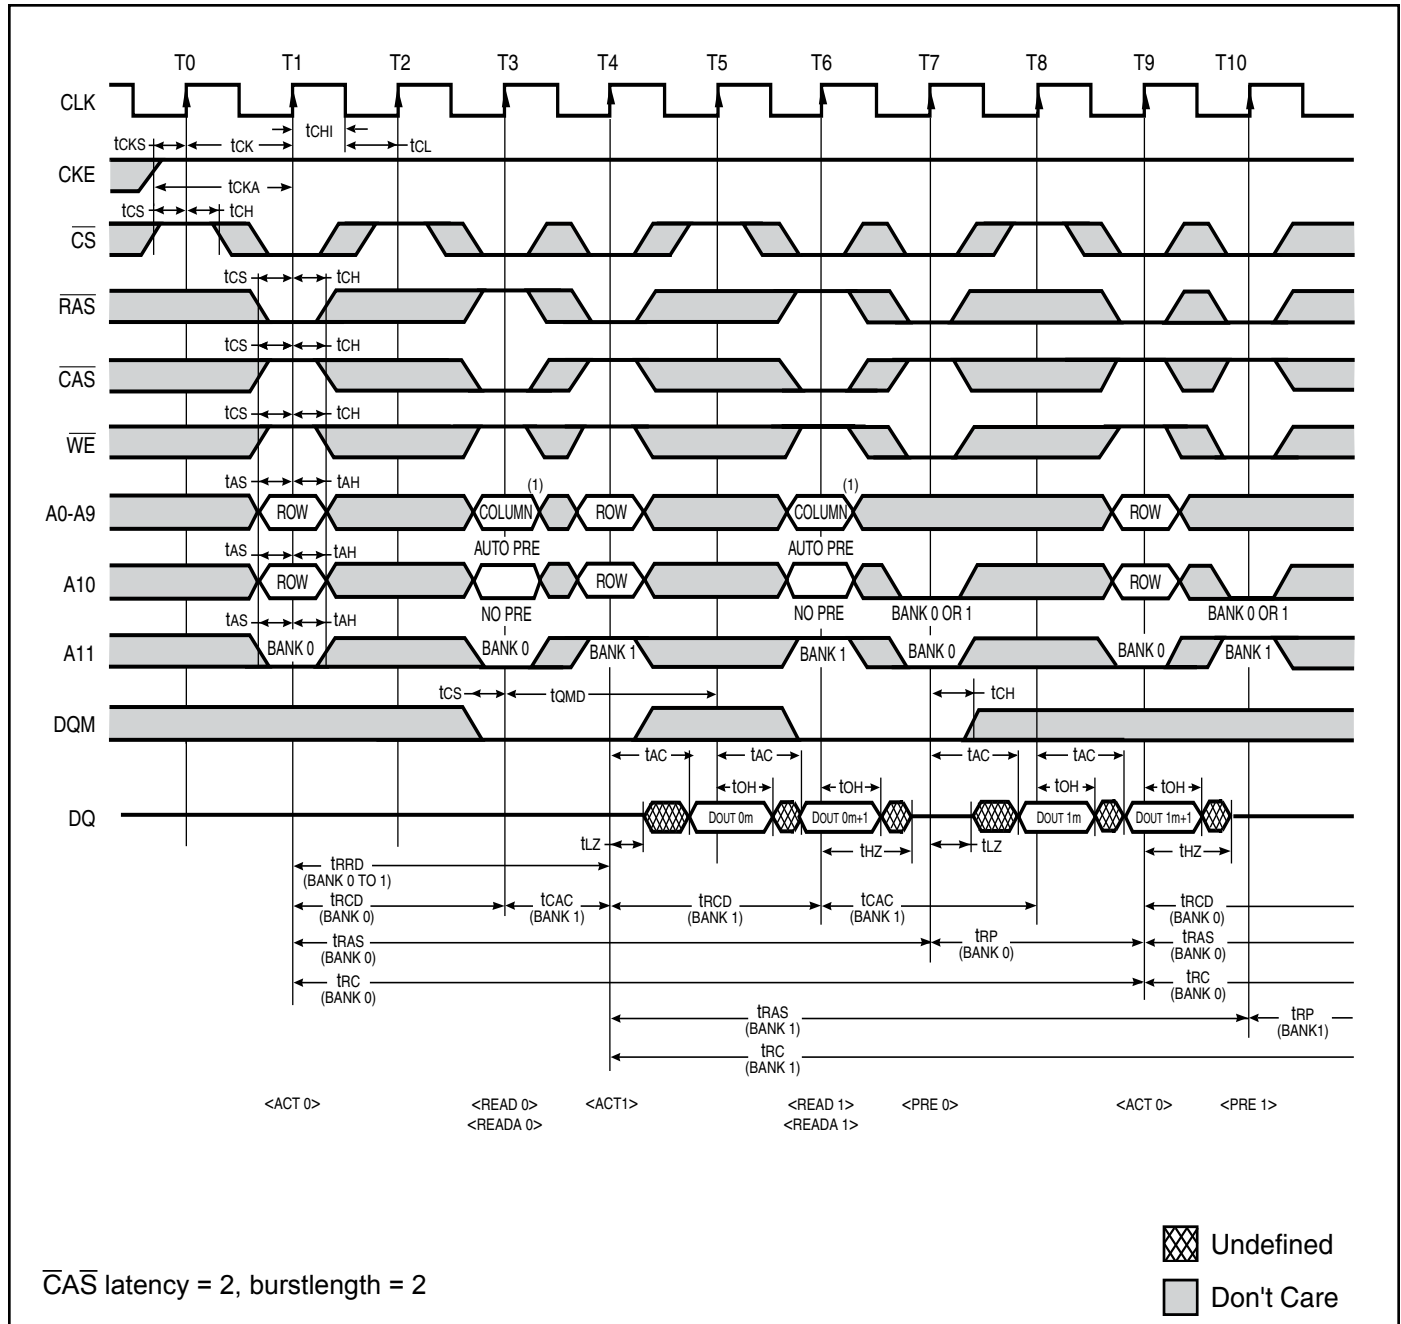 T0 T1 T2 T3 T4 T5 T6 T7 T8 T9 T10
CLK
tCHI
tCKS tCK tCL
CKE
tCKA
tCS tCH
CS
tCS tCH
RAS
tCS tCH
CAS
tCS tCH
WE
tAS tAH (1) (1)
A0-A9 ROW COLUMN ROW COLUMN ROW
tAS tAH AUTO PRE AUTO PRE
A10 ROW ROW ROW
tAS tAH NO PRE NO PRE BANK 0 OR 1 BANK 0 OR 1
A11 BANK 0 BANK 0 BANK 1 BANK 1 BANK 0 BANK 0 BANK 1
tCS tQMD tCH
DQM
tAC tAC tAC tAC
tOH tOH tOH tOH
DQ DOUT 0m DOUT 0m+1 DOUT 1m DOUT 1m+1
tLZ tHZ tLZ tHZ
tRRD
(BANK 0 TO 1)
tRCD tCAC tRCD tCAC tRCD
(BANK 0) (BANK 1) (BANK 1) (BANK 1) (BANK 0)
tRAS tRP tRAS
(BANK 0) (BANK 0) (BANK 0)
tRC tRC
(BANK 0) (BANK 0)
tRAS tRP
(BANK 1) (BANK1)
tRC
(BANK 1)
<ACT 0> <READ 0> <ACT1> <READ 1> <PRE 0> <ACT 0> <PRE 1>
<READA 0> <READA 1>
Undefined
CAS latency = 2, burstlength = 2
Don't Care